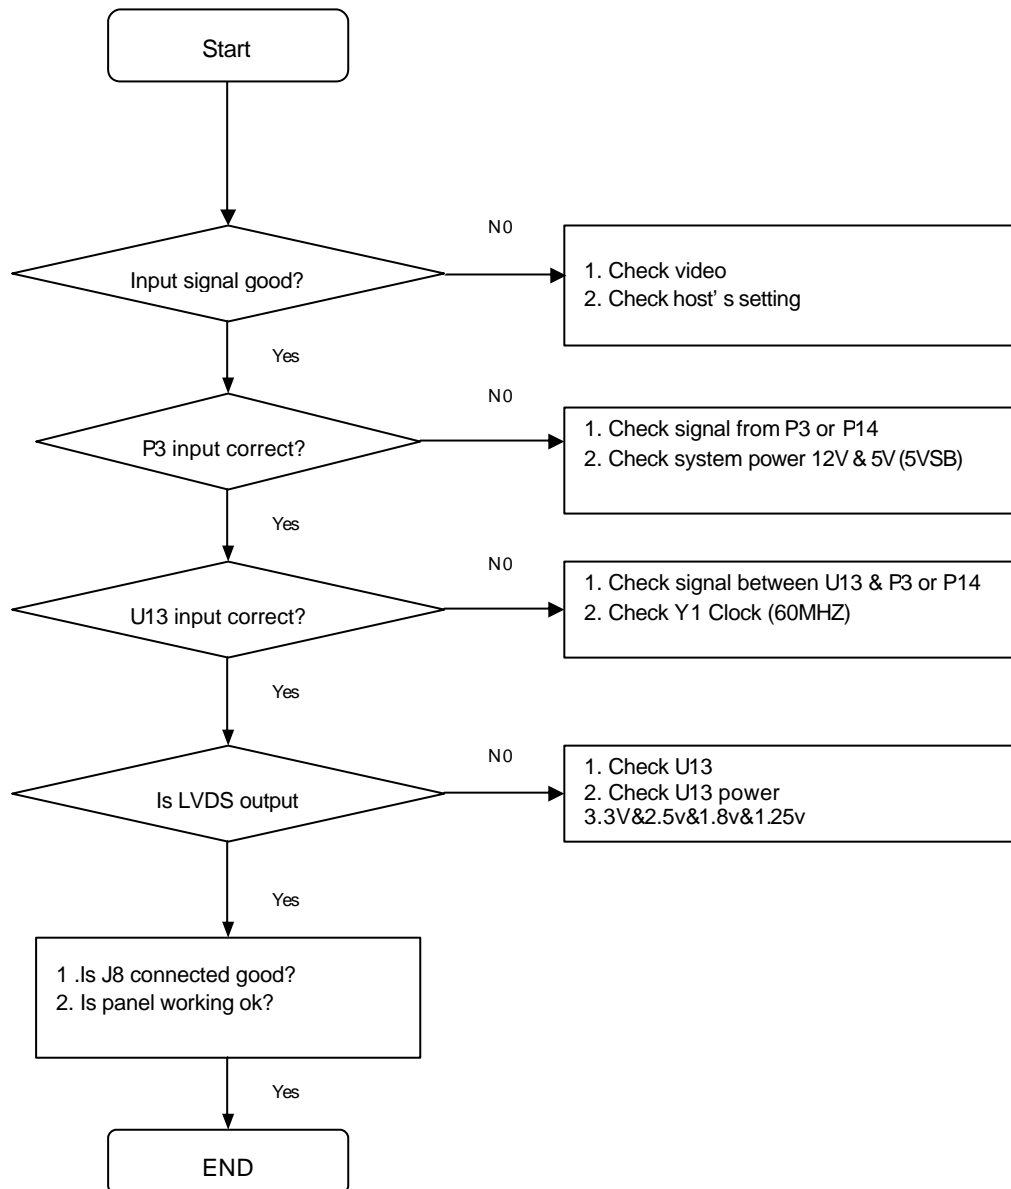 Start
N0
Input signal good?
1. Check video
2. Check host' s setting
Yes
N0
P3 input correct?
1. Check signal from P3 or P14
2. Check system power 12V & 5V (5VSB)
Yes
N0
U13 input correct?
1. Check signal between U13 & P3 or P14
2. Check Y1 Clock (60MHZ)
Yes
N0
Is LVDS output
1. Check U13
2. Check U13 power
3.3V&2.5v&1.8v&1.25v
Yes
1 .Is J8 connected good?
2. Is panel working ok?
Yes
END